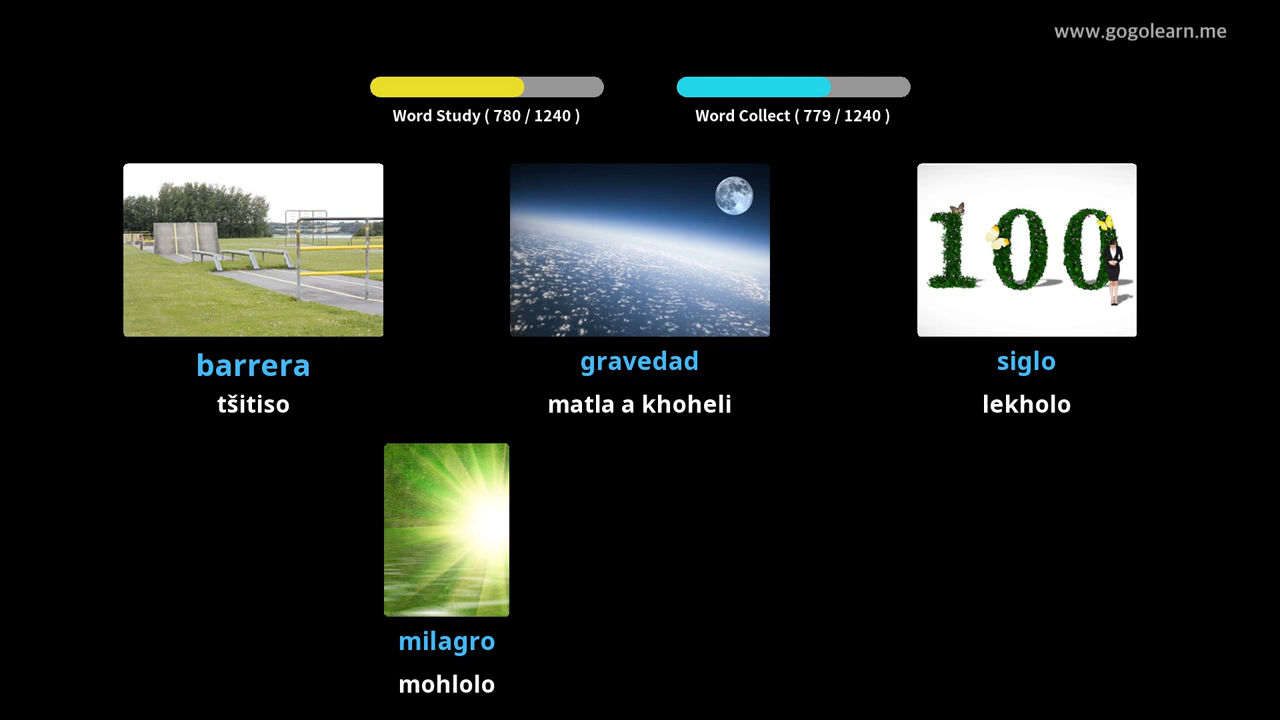 www.gogolearn.me
Word Study ( 780 / 1240 )
Word Collect ( 779 / 1240 )
100
barrera
tšitiso
gravedad
matla a khoheli
siglo
lekholo
milagro
mohlolo